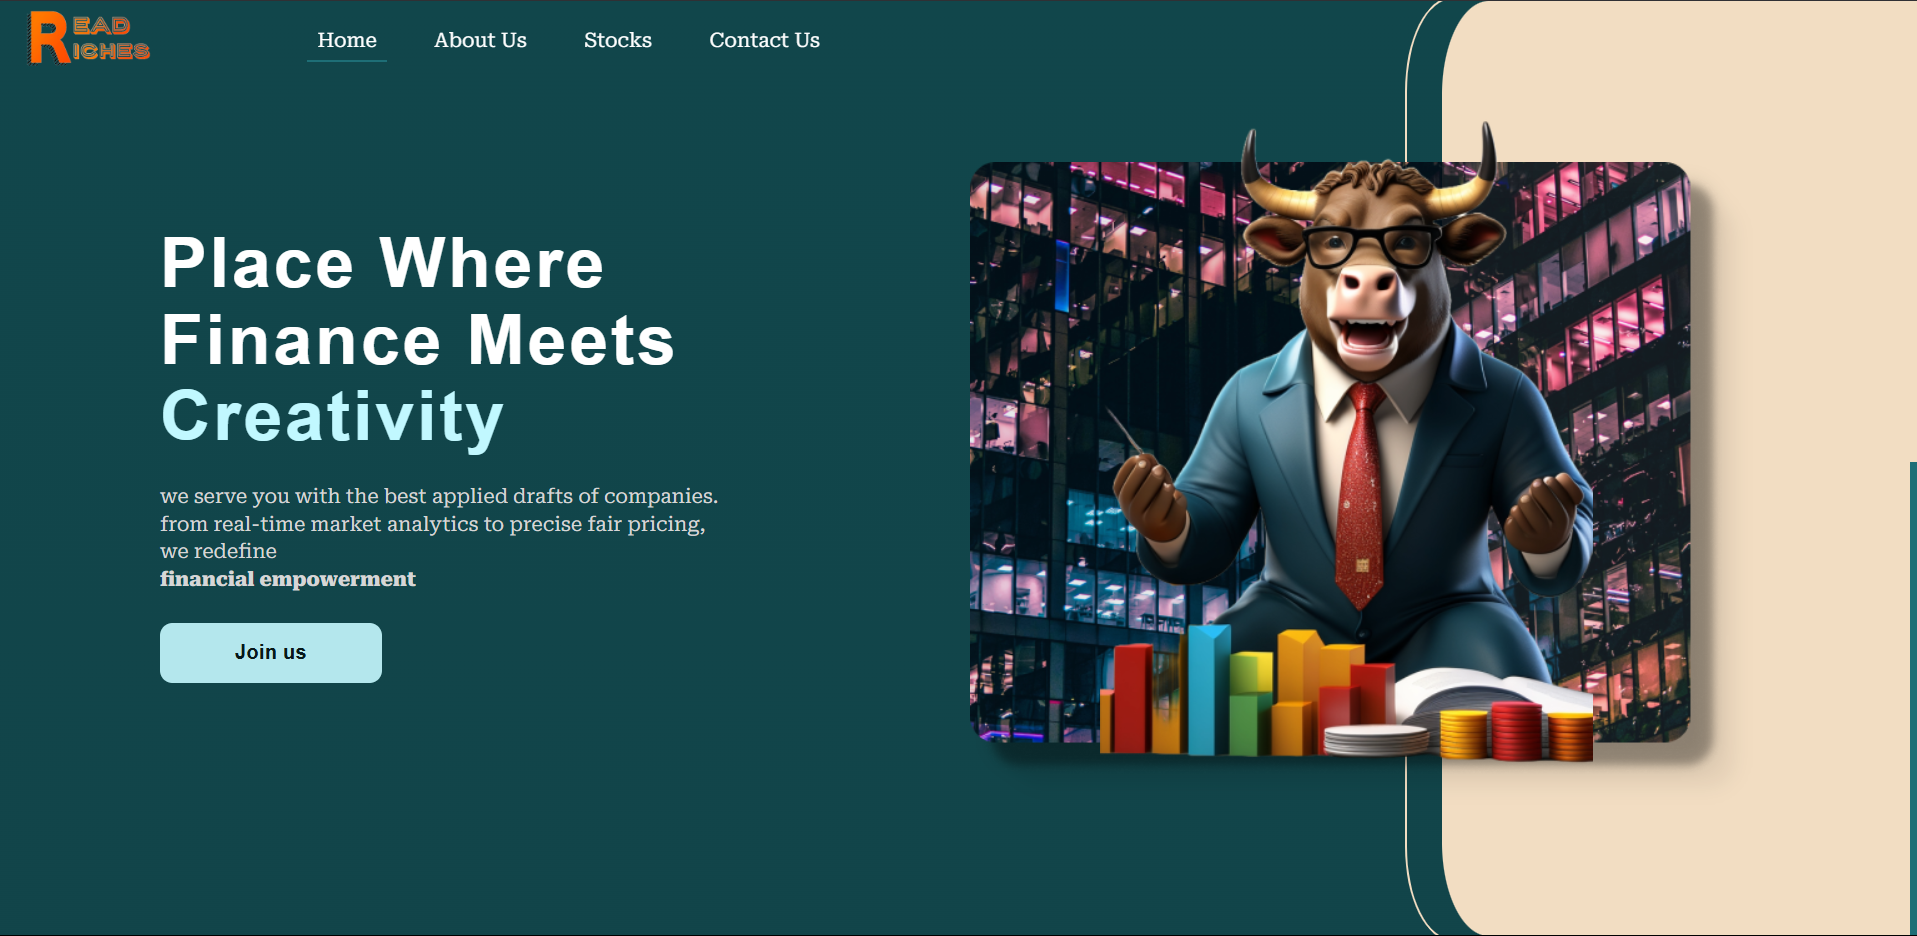 READ
RICHES
Home
About Us
Stocks
Contact Us
Place Where
Finance Meets
Creativity
we serve you with the best applied drafts of companies.
from real-time market analytics to precise fair pricing,
we redefine
financial empowerment
Join us